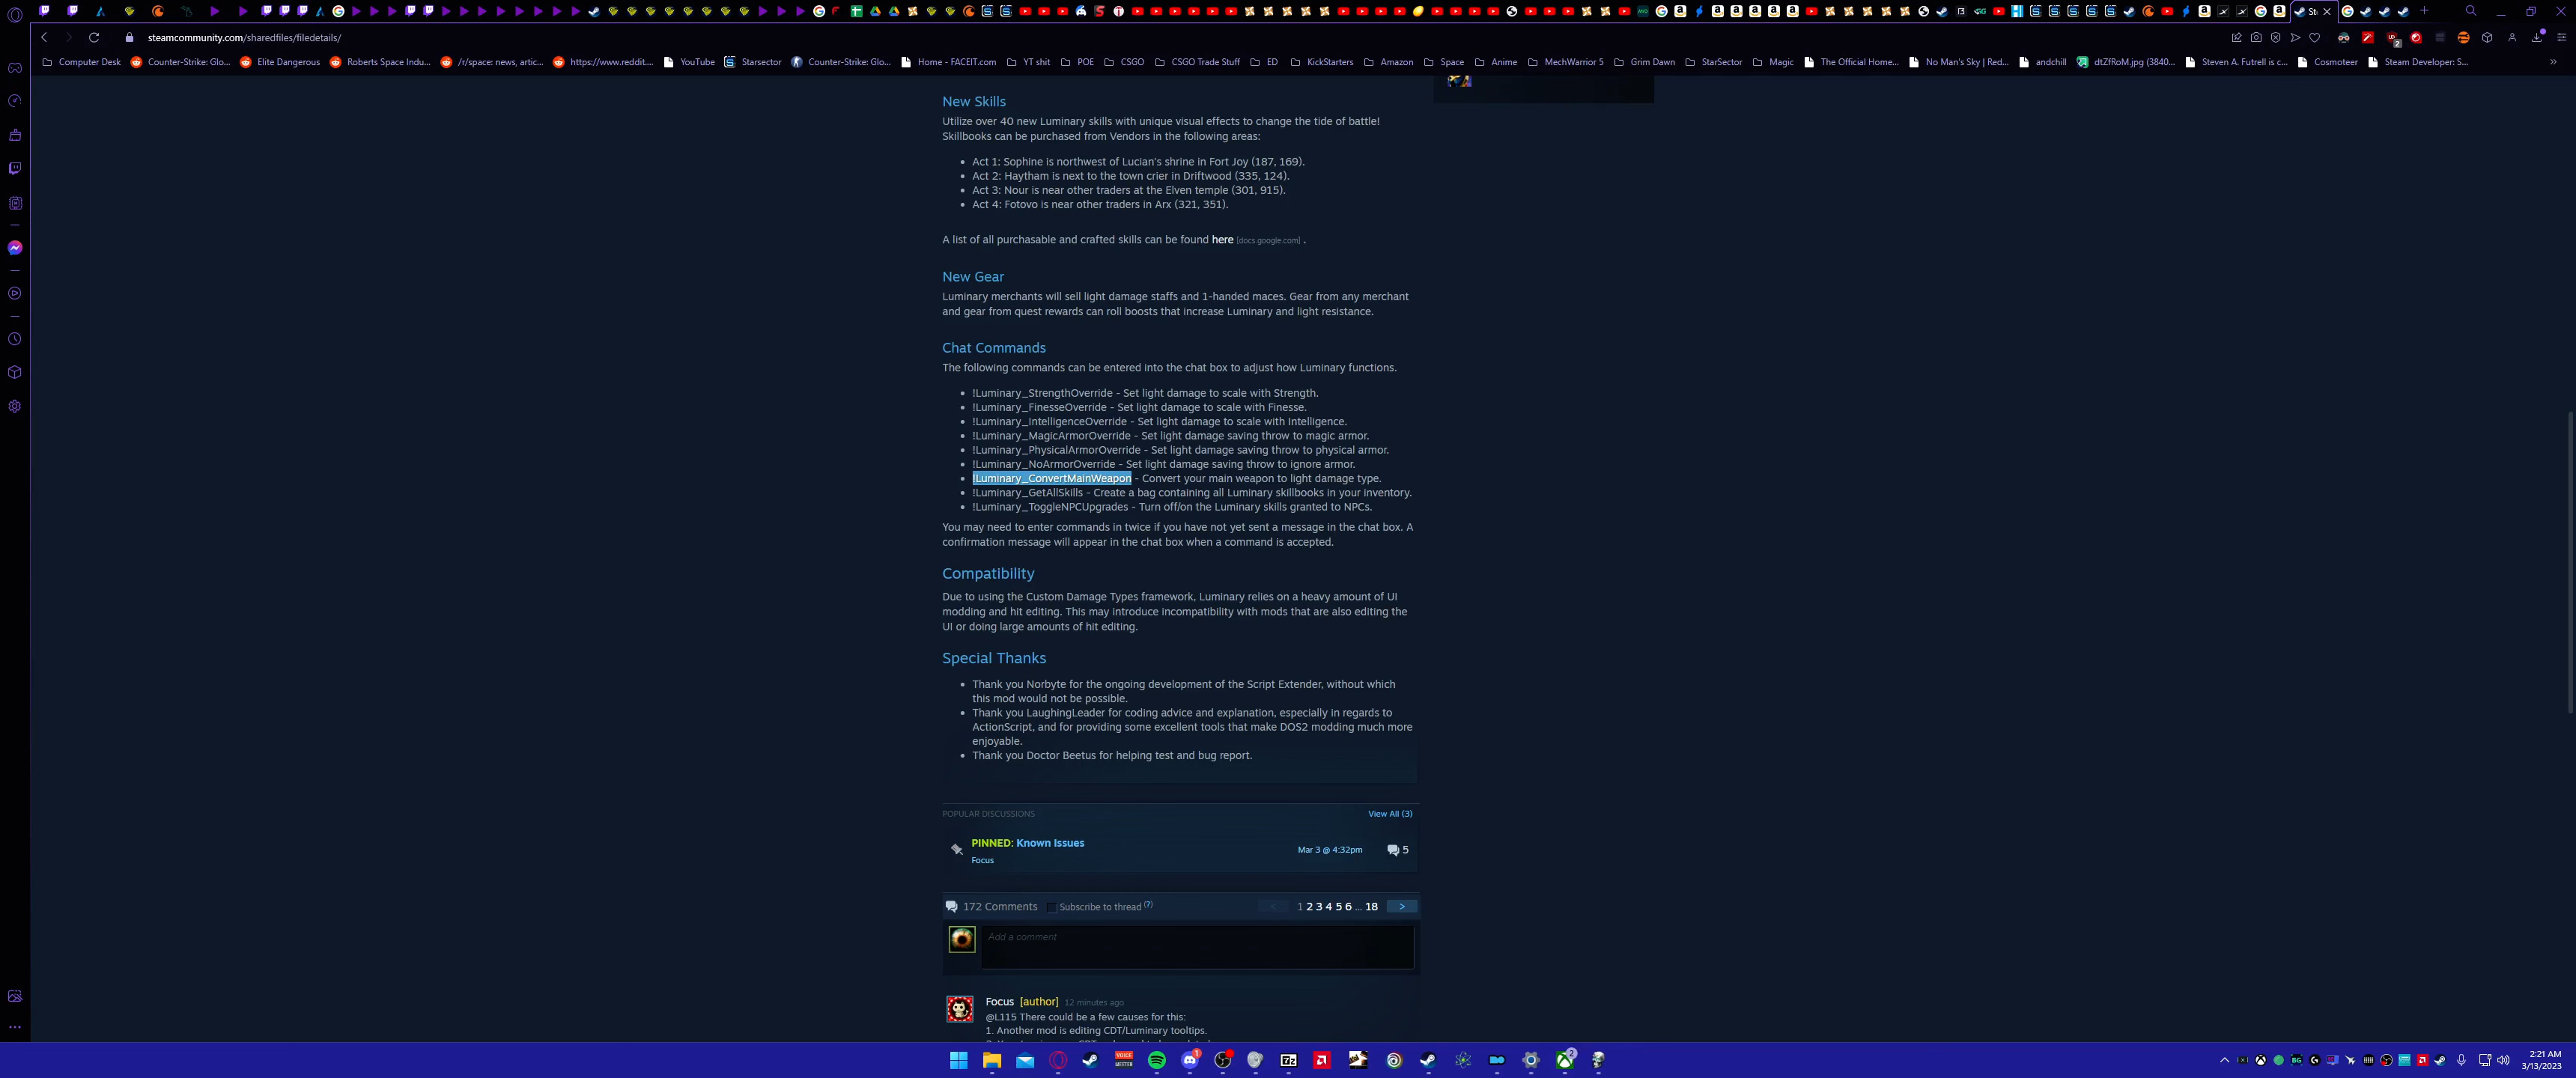 St
steamcommunity.com/sharedfiles/filedetails/
2
Computer Desk
Counter-Strike: Glo...
Elite Dangerous
Roberts Space Indu...
/r/space: news, artic...
https://www.reddit....
YouTube
Starsector
Counter-Strike: Glo...
Home - FACEIT.com
YT shit
POE
CSGO
CSGO Trade Stuff
ED
KickStarters
Amazon
Space
Anime
MechWarrior 5
Grim Dawn
StarSector
Magic
The Official Home...
No Man's Sky | Red...
andchill
dtZfRoM.jpg (3840...
Steven A. Futrell is c...
Cosmoteer
Steam Developer: S...
New Skills
Utilize over 40 new Luminary skills with unique visual effects to change the tide of battle!
Skillbooks can be purchased from Vendors in the following areas:
• Act 1: Sophine is northwest of Lucian's shrine in Fort Joy (187, 169).
• Act 2: Haytham is next to the town crier in Driftwood (335, 124).
• Act 3: Nour is near other traders at the Elven temple (301, 915).
• Act 4: Fotovo is near other traders in Arx (321, 351).
A list of all purchasable and crafted skills can be found here [docs.google.com] .
New Gear
Luminary merchants will sell light damage staffs and 1-handed maces. Gear from any merchant
and gear from quest rewards can roll boosts that increase Luminary and light resistance.
Chat Commands
The following commands can be entered into the chat box to adjust how Luminary functions.
• !Luminary_StrengthOverride - Set light damage to scale with Strength.
• !Luminary_FinesseOverride - Set light damage to scale with Finesse.
• !Luminary_IntelligenceOverride - Set light damage to scale with Intelligence.
• !Luminary_MagicArmorOverride - Set light damage saving throw to magic armor.
• !Luminary_PhysicalArmorOverride - Set light damage saving throw to physical armor.
• !Luminary_NoArmorOverride - Set light damage saving throw to ignore armor.
• !Luminary_ConvertMainWeapon - Convert your main weapon to light damage type.
• !Luminary_GetAllSkills - Create a bag containing all Luminary skillbooks in your inventory.
• !Luminary_ToggleNPCUpgrades - Turn off/on the Luminary skills granted to NPCs.
You may need to enter commands in twice if you have not yet sent a message in the chat box. A
confirmation message will appear in the chat box when a command is accepted.
Compatibility
Due to using the Custom Damage Types framework, Luminary relies on a heavy amount of UI
modding and hit editing. This may introduce incompatibility with mods that are also editing the
UI or doing large amounts of hit editing.
Special Thanks
• Thank you Norbyte for the ongoing development of the Script Extender, without which
this mod would not be possible.
• Thank you LaughingLeader for coding advice and explanation, especially in regards to
ActionScript, and for providing some excellent tools that make DOS2 modding much more
enjoyable.
• Thank you Doctor Beetus for helping test and bug report.
POPULAR DISCUSSIONS
View All (3)
PINNED: Known Issues
Focus
Mar 3 @ 4:32pm
5
172 Comments
Subscribe to thread (?)
< 1 2 3 4 5 6 ... 18 >
Add a comment
Focus [author] 12 minutes ago
@L115 There could be a few causes for this:
1. Another mod is editing CDT/Luminary tooltips.
2:21 AM
3/13/2023